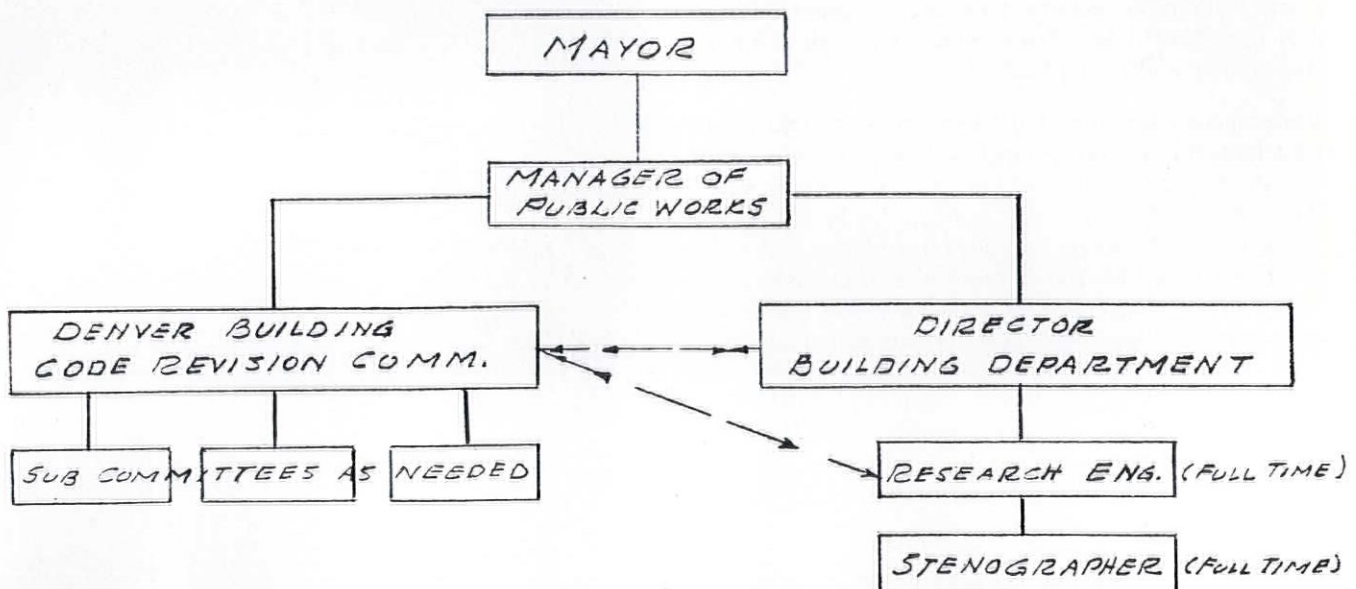 MAYOR
MANAGER OF
PUBLIC WORKS
DENVER BUILDING
CODE REVISION COMM.
DIRECTOR
BUILDING DEPARTMENT
SUB COMMITTEES AS NEEDED
RESEARCH ENG. (FULL TIME)
STENOGRAPHER (FULL TIME)